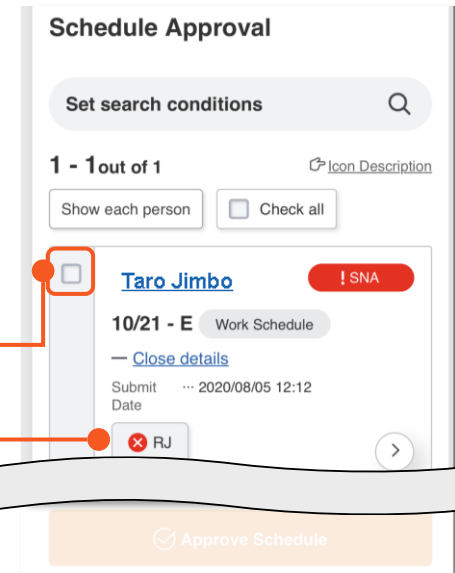 Schedule Approval
Set search conditions
1 - 1out of 1 Icon Description
Show each person Check all
Taro Jimbo ! SNA
10/21 - E Work Schedule
— Close details
Submit Date ··· 2020/08/05 12:12
RJ
Approve Schedule